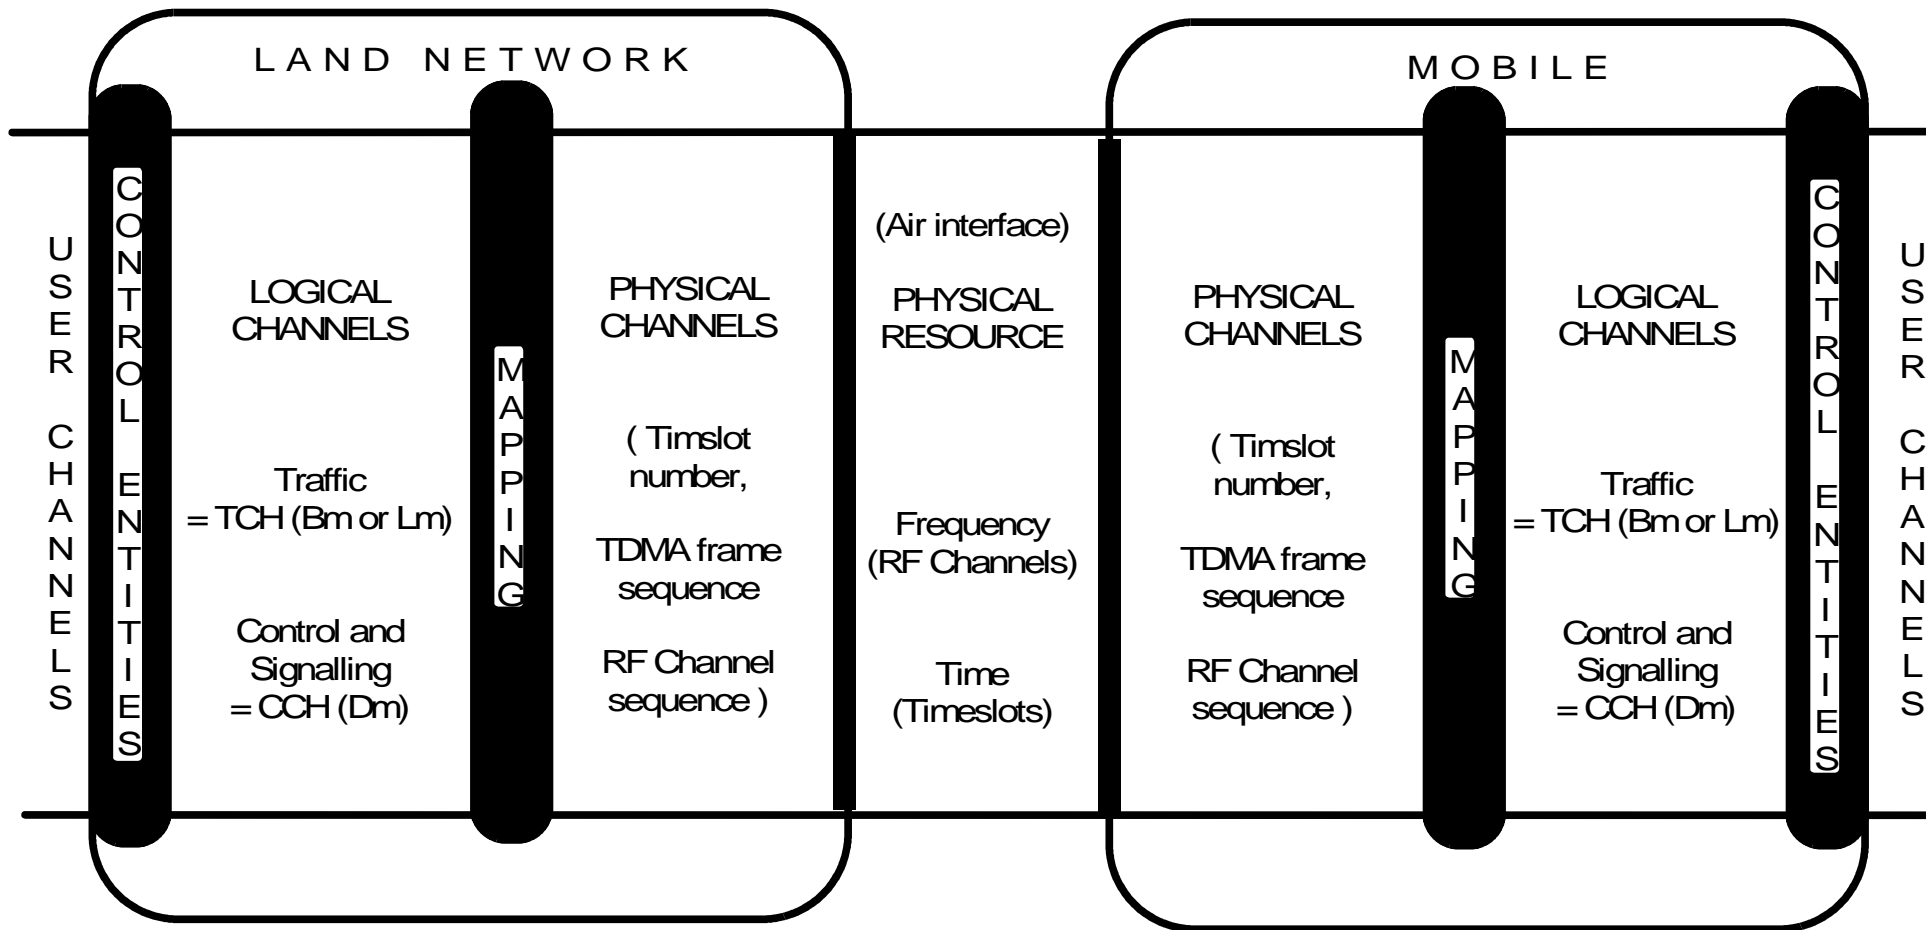 LAND NETWORK
MOBILE
USER CHANNELS
CONTROL ENTITIES
LOGICAL
CHANNELS
Traffic
= TCH (Bm or Lm)
Control and
Signalling
= CCH (Dm)
MAPPING
PHYSICAL
CHANNELS
( Timslot
number,
TDMA frame
sequence
RF Channel
sequence )
(Air interface)
PHYSICAL
RESOURCE
Frequency
(RF Channels)
Time
(Timeslots)
PHYSICAL
CHANNELS
( Timslot
number,
TDMA frame
sequence
RF Channel
sequence )
MAPPING
LOGICAL
CHANNELS
Traffic
= TCH (Bm or Lm)
Control and
Signalling
= CCH (Dm)
CONTROL ENTITIES
USER CHANNELS